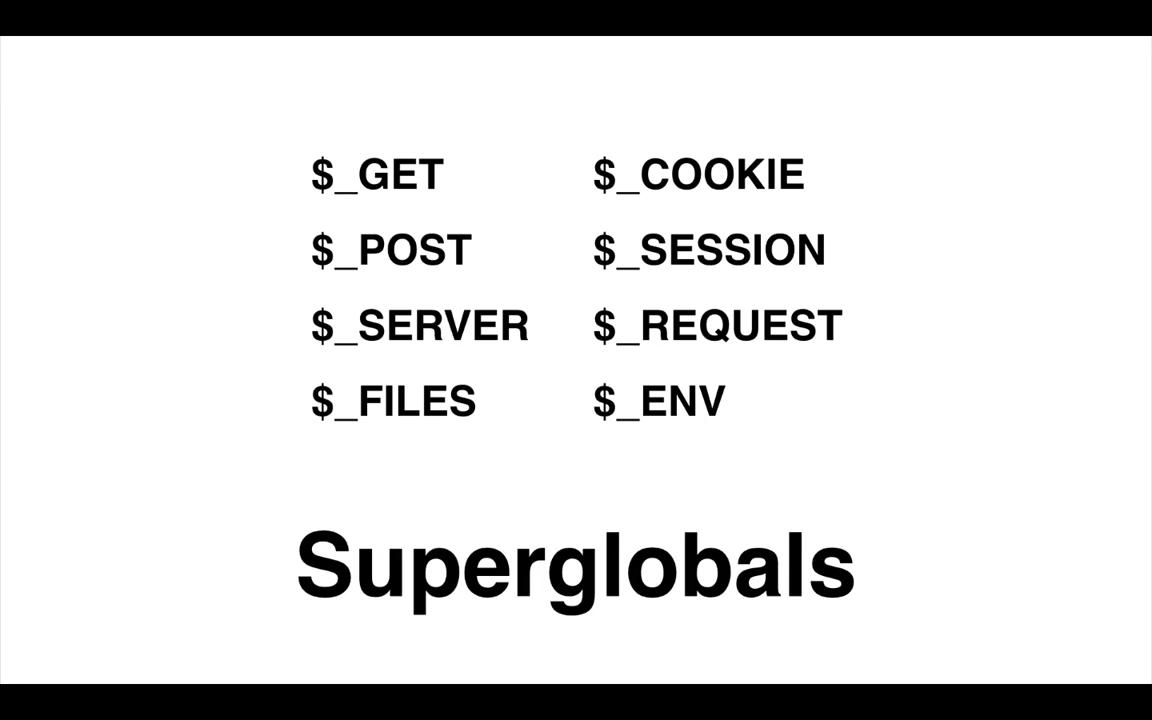 $_GET $_COOKIE
$_POST $_SESSION
$_SERVER $_REQUEST
$_FILES $_ENV
Superglobals